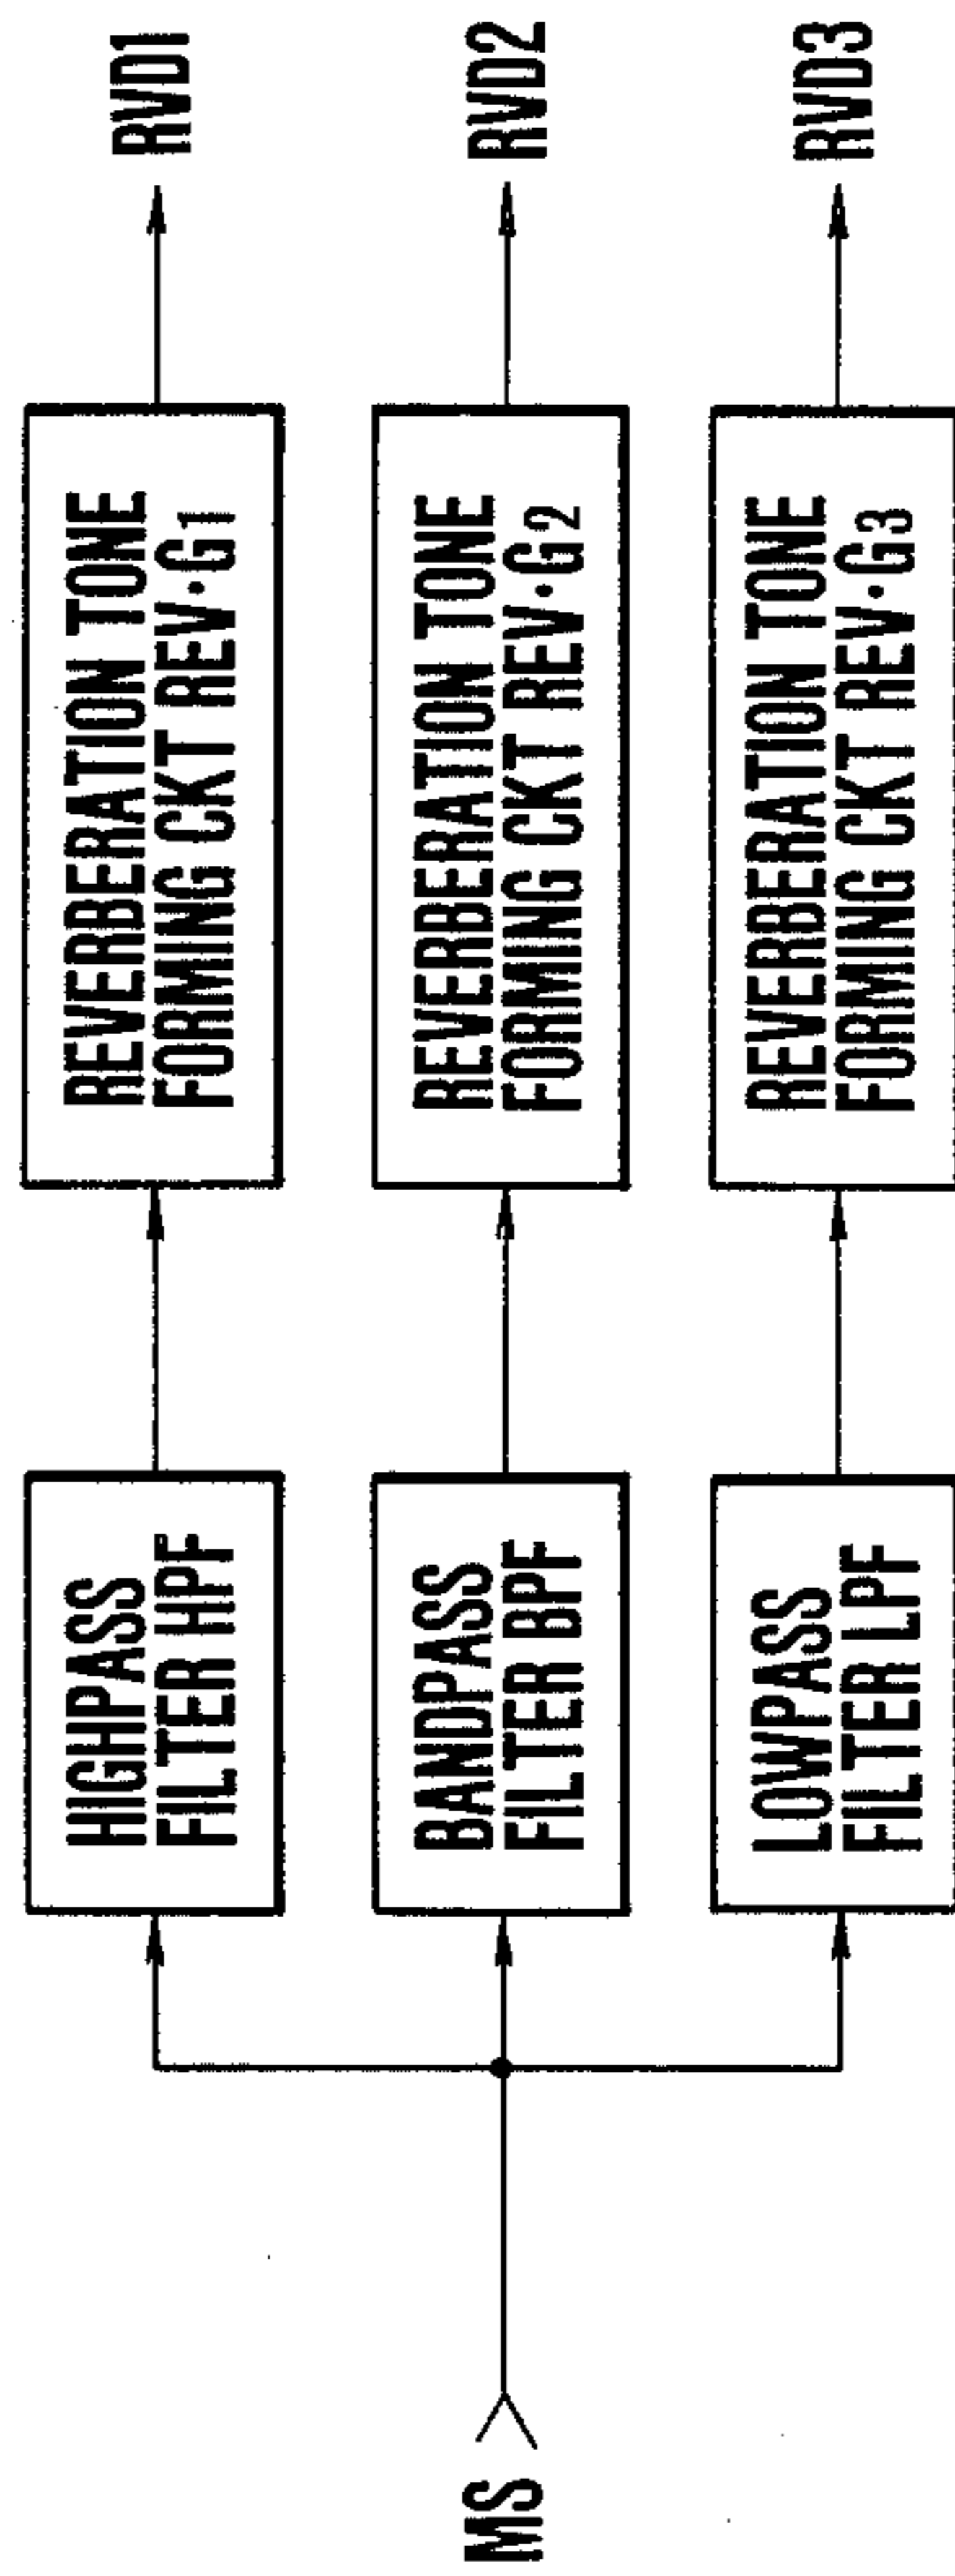 MS
HIGHPASS
FILTER HPF
REVERBERATION TONE
FORMING CKT REV·G1
RVD1
BANDPASS
FILTER BPF
REVERBERATION TONE
FORMING CKT REV·G2
RVD2
LOWPASS
FILTER LPF
REVERBERATION TONE
FORMING CKT REV·G3
RVD3